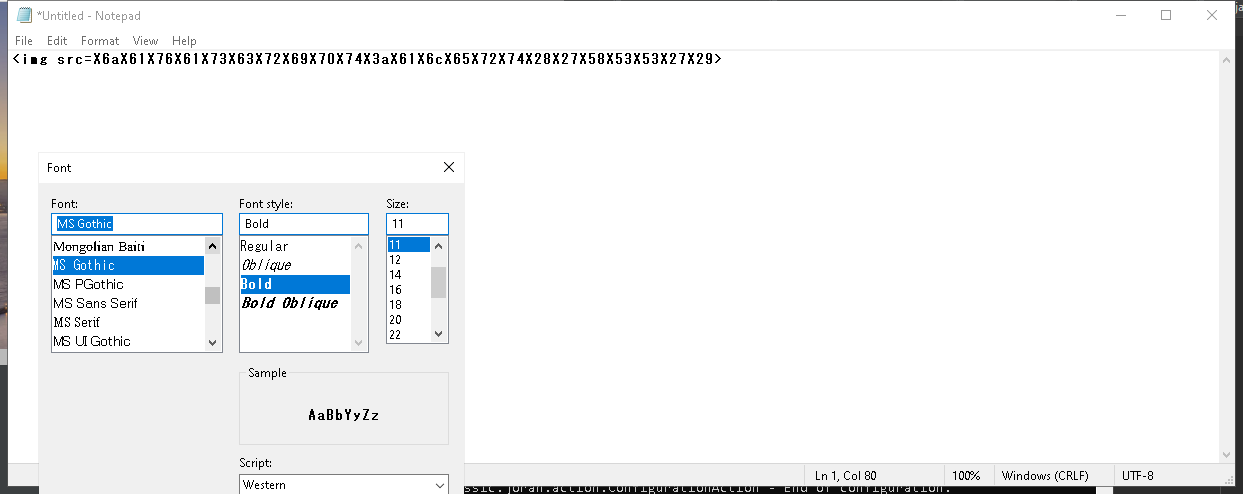 *Untitled - Notepad
File Edit Format View Help
<img src=X6aX61X76X61X73X63X72X69X70X74X3aX61X6cX65X72X74X28X27X58X53X53X27X29>
Font
Font: Font style: Size:
MS Gothic Bold 11
Mongolian Baiti Regular 11
MS Gothic Oblique 12
MS PGothic Bold 14
MS Sans Serif Bold Oblique 16
MS Serif 18
MS UI Gothic 20
22
Sample
AaBbYyZz
Script:
Western
Ln 1, Col 80 100% Windows (CRLF) UTF-8
ssic.joran.action.ConfigurationAction - End of configuration.